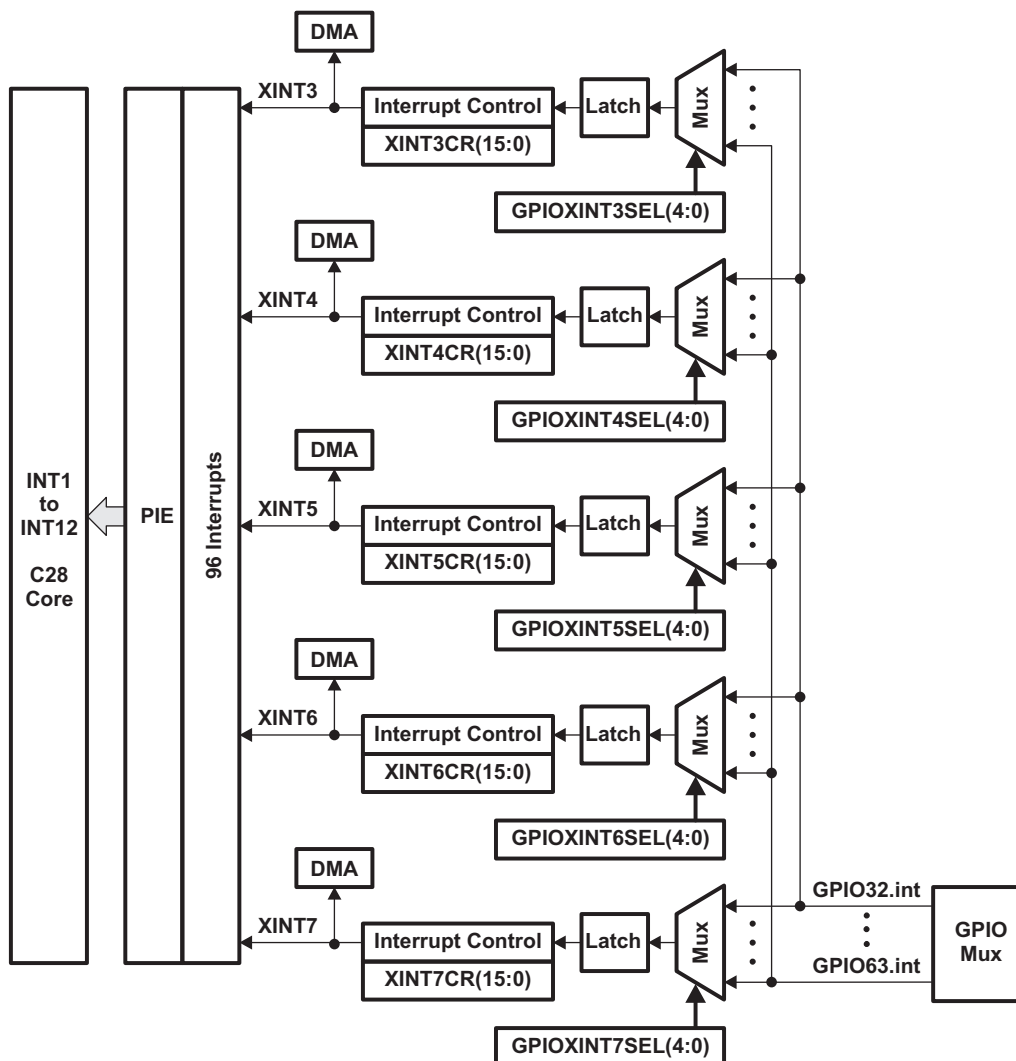 DMA
XINT3
Interrupt Control
XINT3CR(15:0)
Latch
Mux
GPIOXINT3SEL(4:0)
DMA
XINT4
Interrupt Control
XINT4CR(15:0)
Latch
Mux
GPIOXINT4SEL(4:0)
INT1
to
INT12
C28
Core
PIE
96 Interrupts
DMA
XINT5
Interrupt Control
XINT5CR(15:0)
Latch
Mux
GPIOXINT5SEL(4:0)
DMA
XINT6
Interrupt Control
XINT6CR(15:0)
Latch
Mux
GPIOXINT6SEL(4:0)
DMA
XINT7
Interrupt Control
XINT7CR(15:0)
Latch
Mux
GPIOXINT7SEL(4:0)
GPIO32.int
GPIO63.int
GPIO
Mux